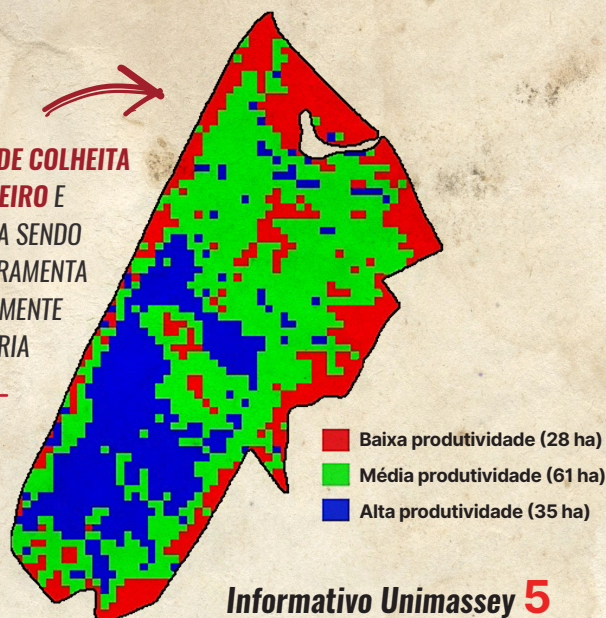 DE COLHEITA
EIRO E
A SENDO
RAMENTA
MENTE
RIA
Baixa produtividade (28 ha)
Média produtividade (61 ha)
Alta produtividade (35 ha)
Informativo Unimassey 5